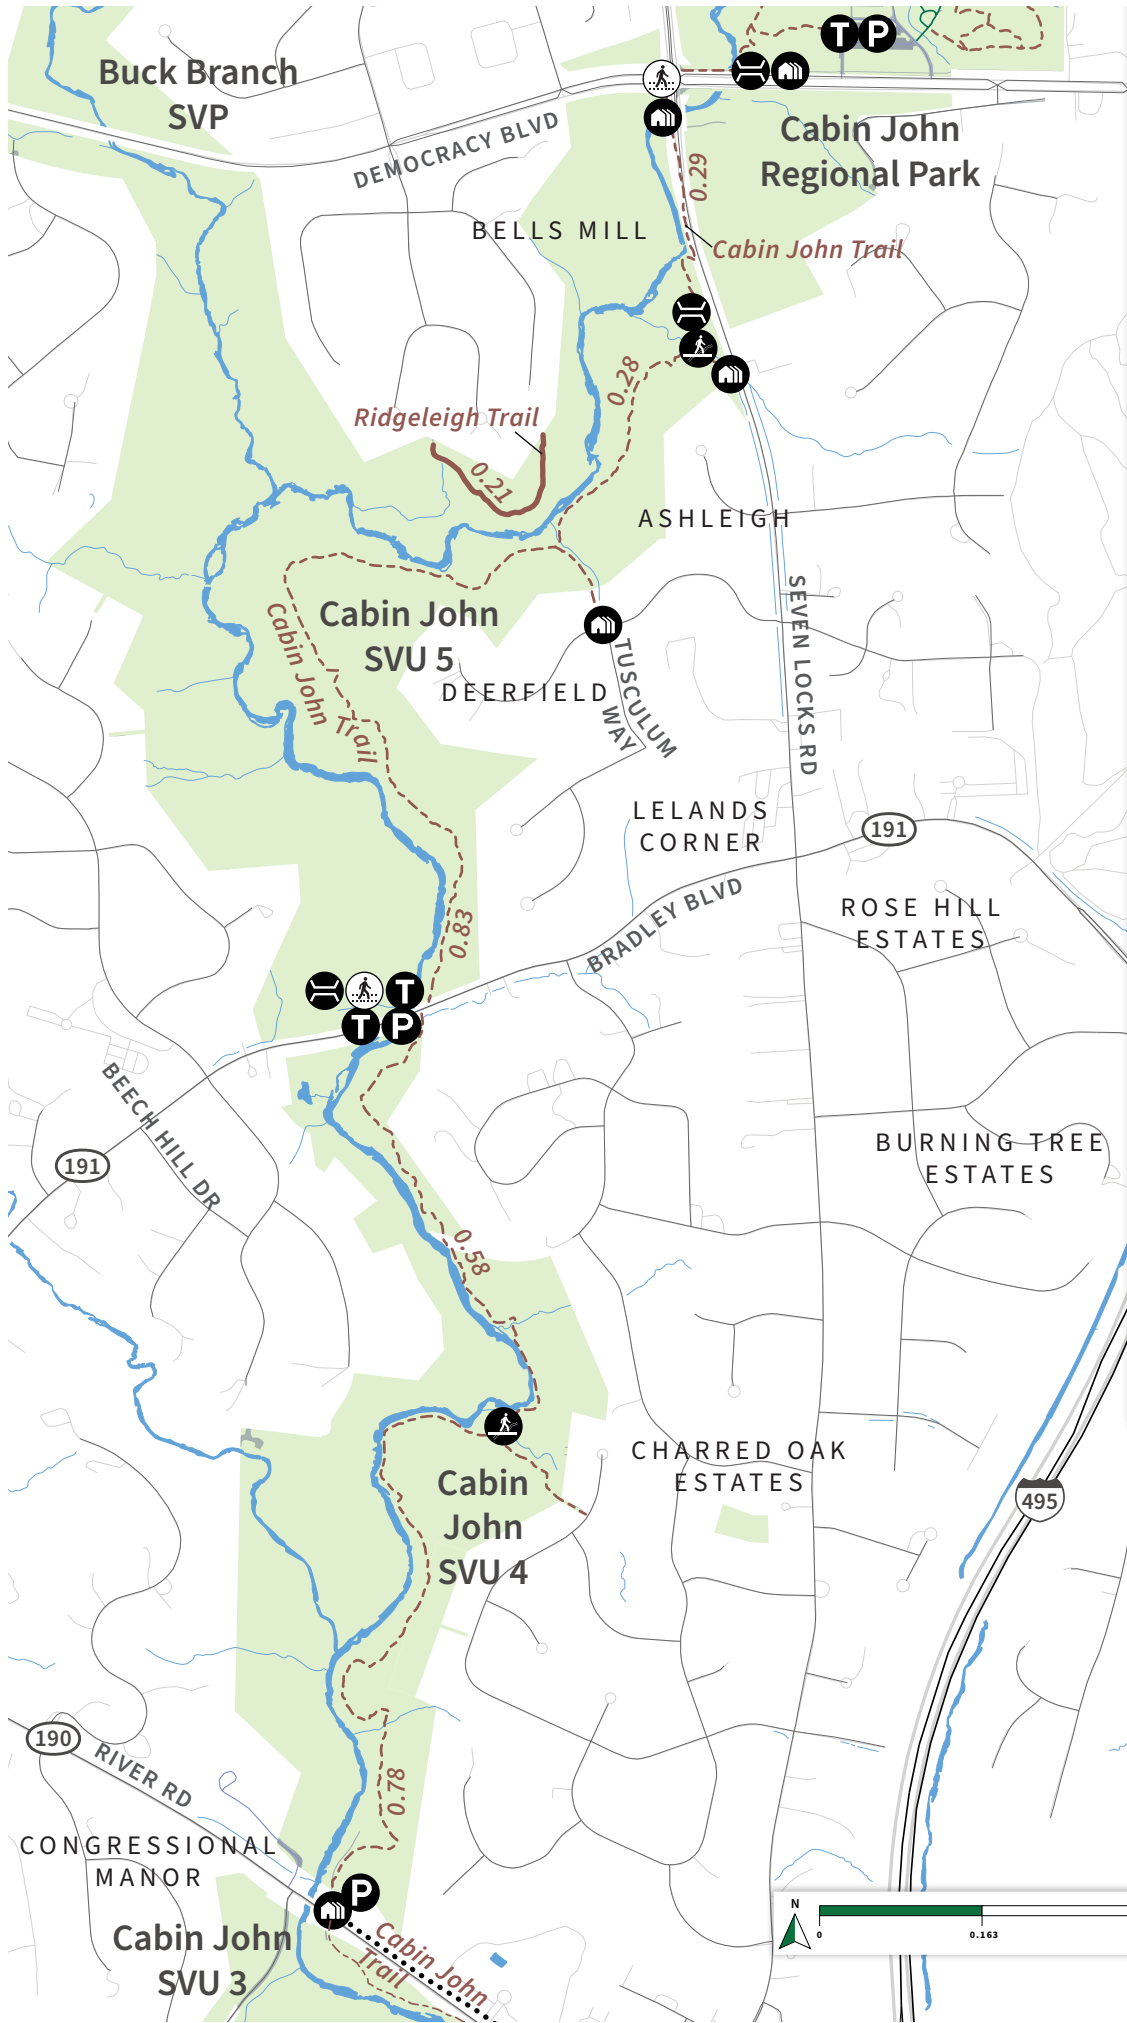 T P
Buck Branch
SVP
DEMOCRACY BLVD
Cabin John
Regional Park
0.29
BELLS MILL
Cabin John Trail
0.28
Ridgeleigh Trail
0.21
ASHLEIGH
SEVEN LOCKS RD
Cabin John
SVU 5
Cabin John Trail
DEERFIELD
TUSCULUM
WAY
LELANDS
CORNER
191
BRADLEY BLVD
ROSE HILL
ESTATES
0.83
T
T P
BEECH HILL DR
191
BURNING TREE
ESTATES
0.58
CHARRED OAK
ESTATES
495
Cabin
John
SVU 4
190
RIVER RD
0.78
CONGRESSIONAL
MANOR
P
Cabin John
SVU 3
Cabin John
Trail
N
0 0.163